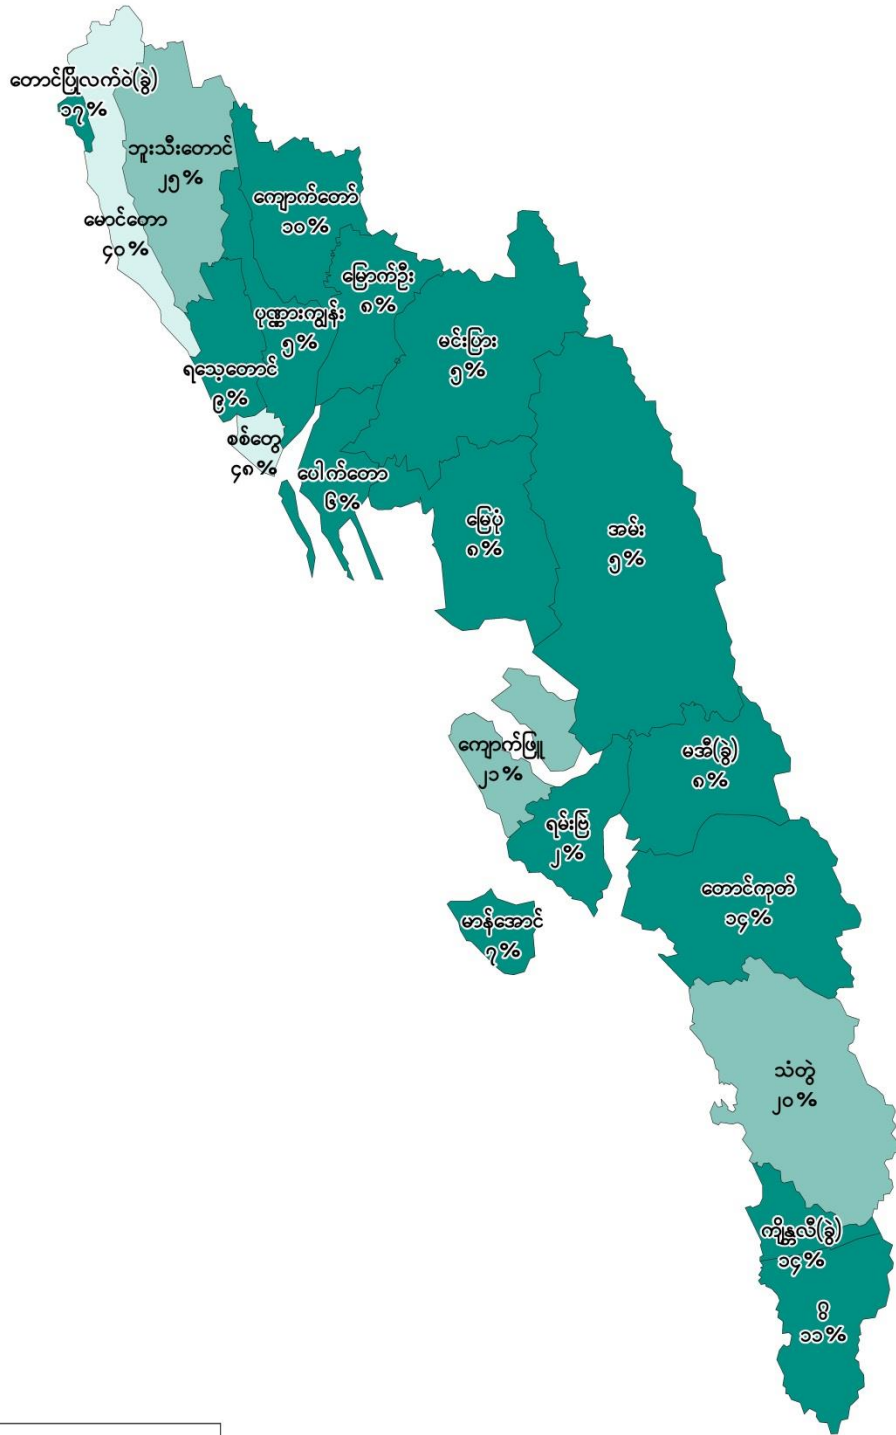 တောင်ပြိုလက်ဝဲ(ခွဲ)
၁၇%
ဘူးသီးတောင်
၂၅%
ကျောက်တော်
၁၀%
မောင်တော
၄၀%
မြောက်ဦး
၈%
ပုဏ္ဏားကျွန်း
၅%
မင်းပြား
၅%
ရသေ့တောင်
၉%
စစ်တွေ
၄၈%
ပေါက်တော
၆%
မြေပုံ
၈%
အမ်း
၅%
ကျောက်ဖြူ
၂၁%
မအီ(ခွဲ)
၈%
ရမ်းဗြဲ
၂%
တောင်ကုတ်
၁၄%
မာန်အောင်
၇%
သံတွဲ
၂၀%
ကျိန္တလီ(ခွဲ)
၁၄%
ဂွ
၁၁%